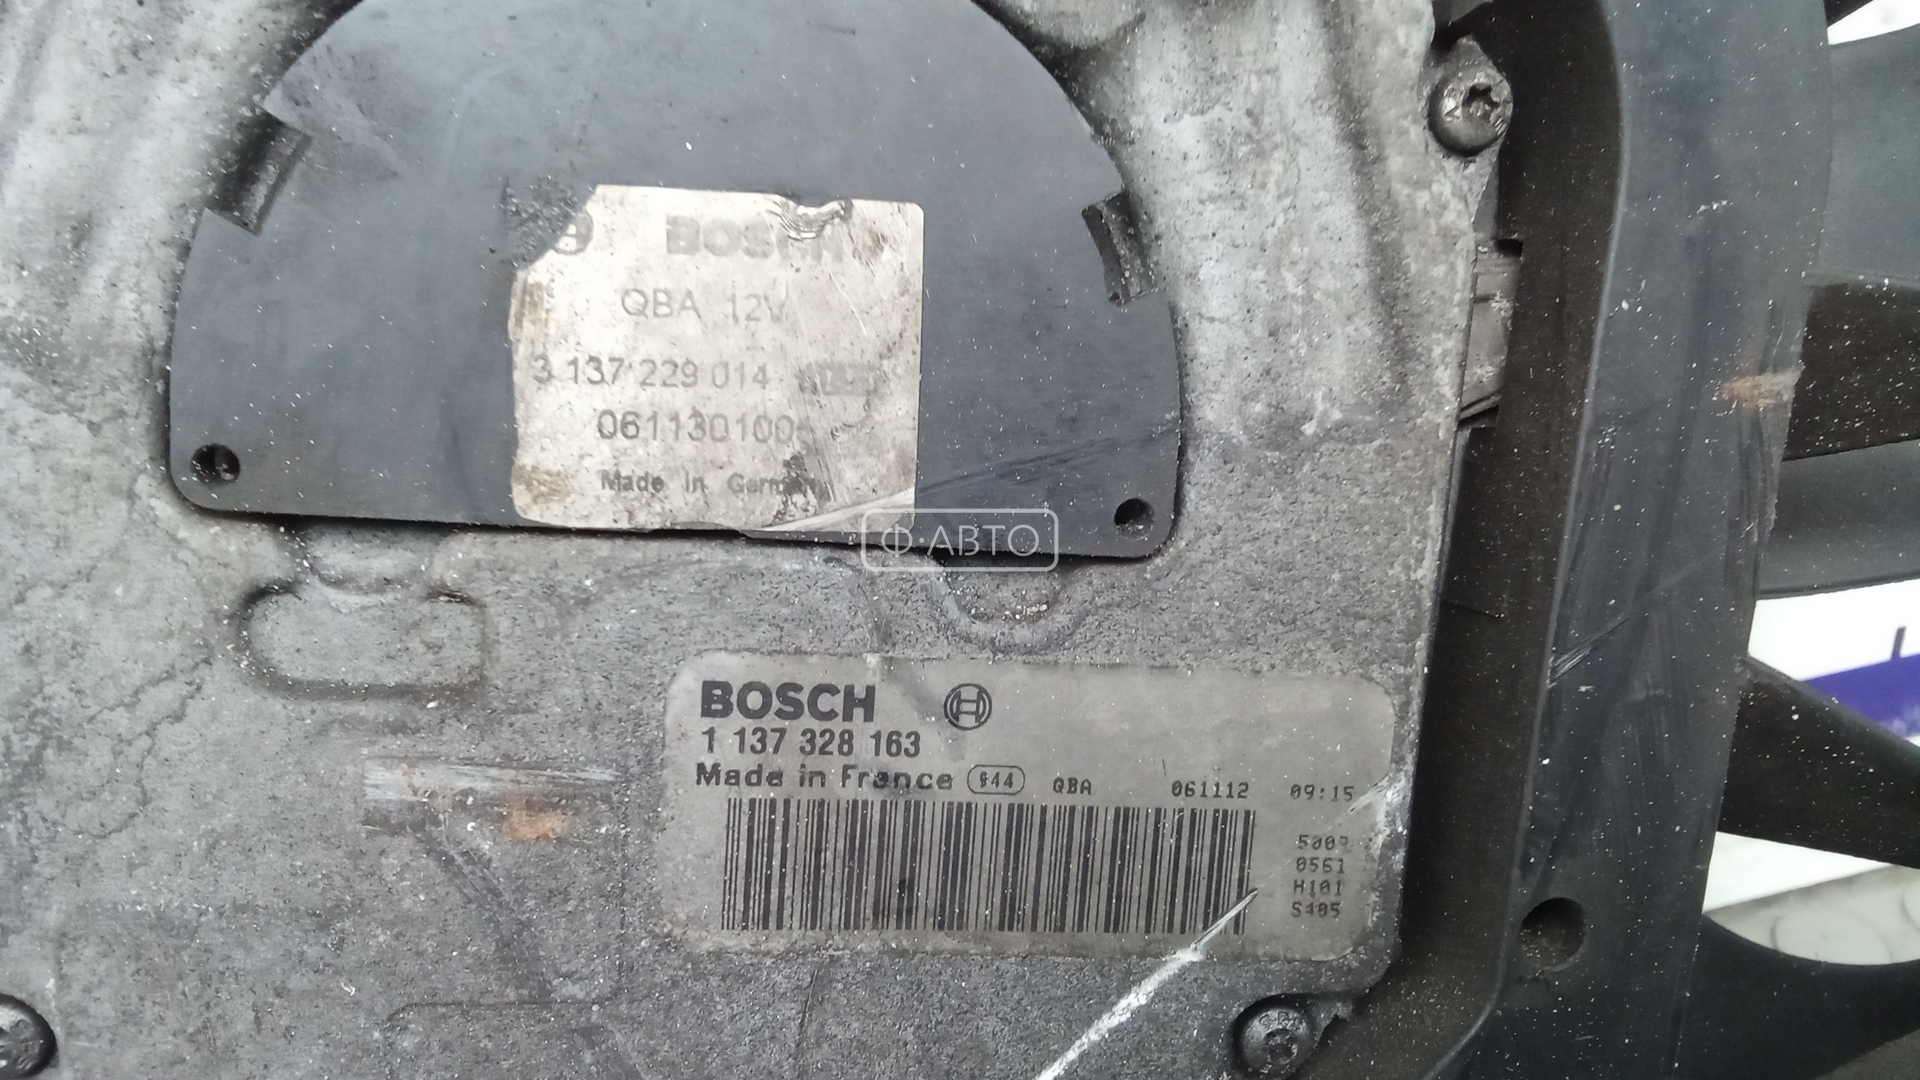 BOSCH
QBA 12V
3 137 229 014
Made in
Ф·АВТО
BOSCH
1 137 328 163
Made in France 944 QBA 061112 09:15
0561
H101
S405